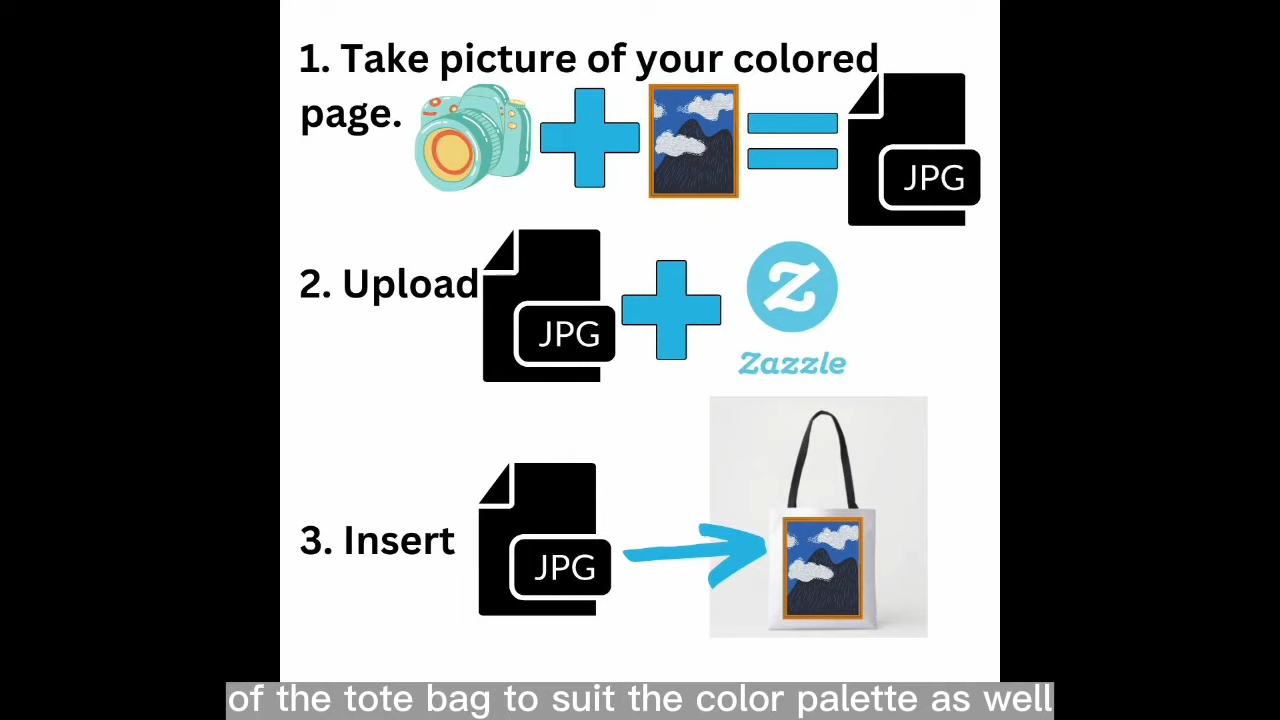 1. Take picture of your colored
page.
JPG
2. Upload
JPG
Z
Zazzle
3. Insert
JPG
of the tote bag to suit the color palette as well